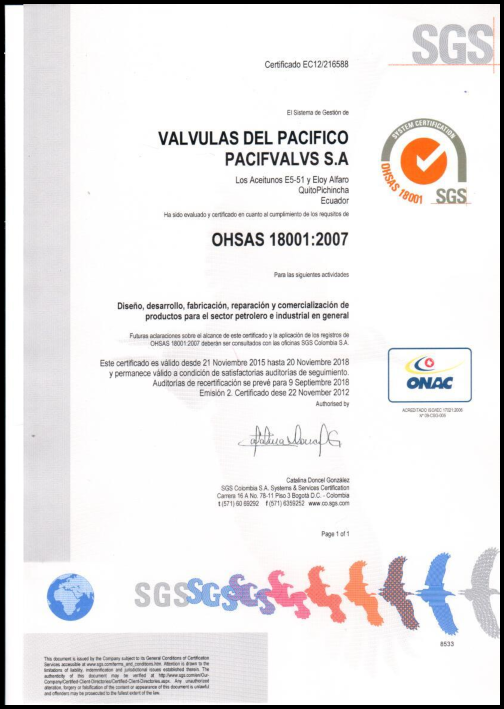 SGS
Certificado EC12/216588
El Sistema de Gestión de
VALVULAS DEL PACIFICO
PACIFVALVS S.A
Los Aceitunos E5-51 y Eloy Alfaro
QuitoPichincha
Ecuador
Ha sido evaluado y certificado en cuanto al cumplimiento de los requisitos de
SYSTEM CERTIFICATION
OHSAS 18001
SGS
OHSAS 18001:2007
Para las siguientes actividades
Diseño, desarrollo, fabricación, reparación y comercialización de
productos para el sector petrolero e industrial en general
Futuras aclaraciones sobre el alcance de este certificado y la aplicación de los registros de
OHSAS 18001:2007 deberán ser consultados con las oficinas SGS Colombia S.A.
Este certificado es válido desde 21 Noviembre 2015 hasta 20 Noviembre 2018
y permanece válido a condición de satisfactorias auditorías de seguimiento.
Auditorías de recertificación se prevé para 9 Septiembre 2018
Emisión 2. Certificado dese 22 November 2012
Authorised by
ONAC
ACREDITADO ISO/IEC 17021:2006
Catalina Doncel González
SGS Colombia S.A. Systems & Services Certification
Carrera 16 A No. 78-11 Piso 3 Bogotá D.C. - Colombia
t (571) 60 69292 f (571) 6359252 www.co.sgs.com
Page 1 of 1
SGSSGSGSG
8533
This document is issued by the Company subject to its General Conditions of Certification
Services accessible at www.sgs.com/terms_and_conditions.htm. Attention is drawn to the
limitations of liability, indemnification and jurisdictional issues established therein. The
authenticity of this document may be verified at http://www.sgs.com/en/Our-
Company/Certified-Client-Directories/Certified-Client-Directories.aspx. Any unauthorized
alteration, forgery or falsification of the content or appearance of this document is unlawful
and offenders may be prosecuted to the fullest extent of the law.